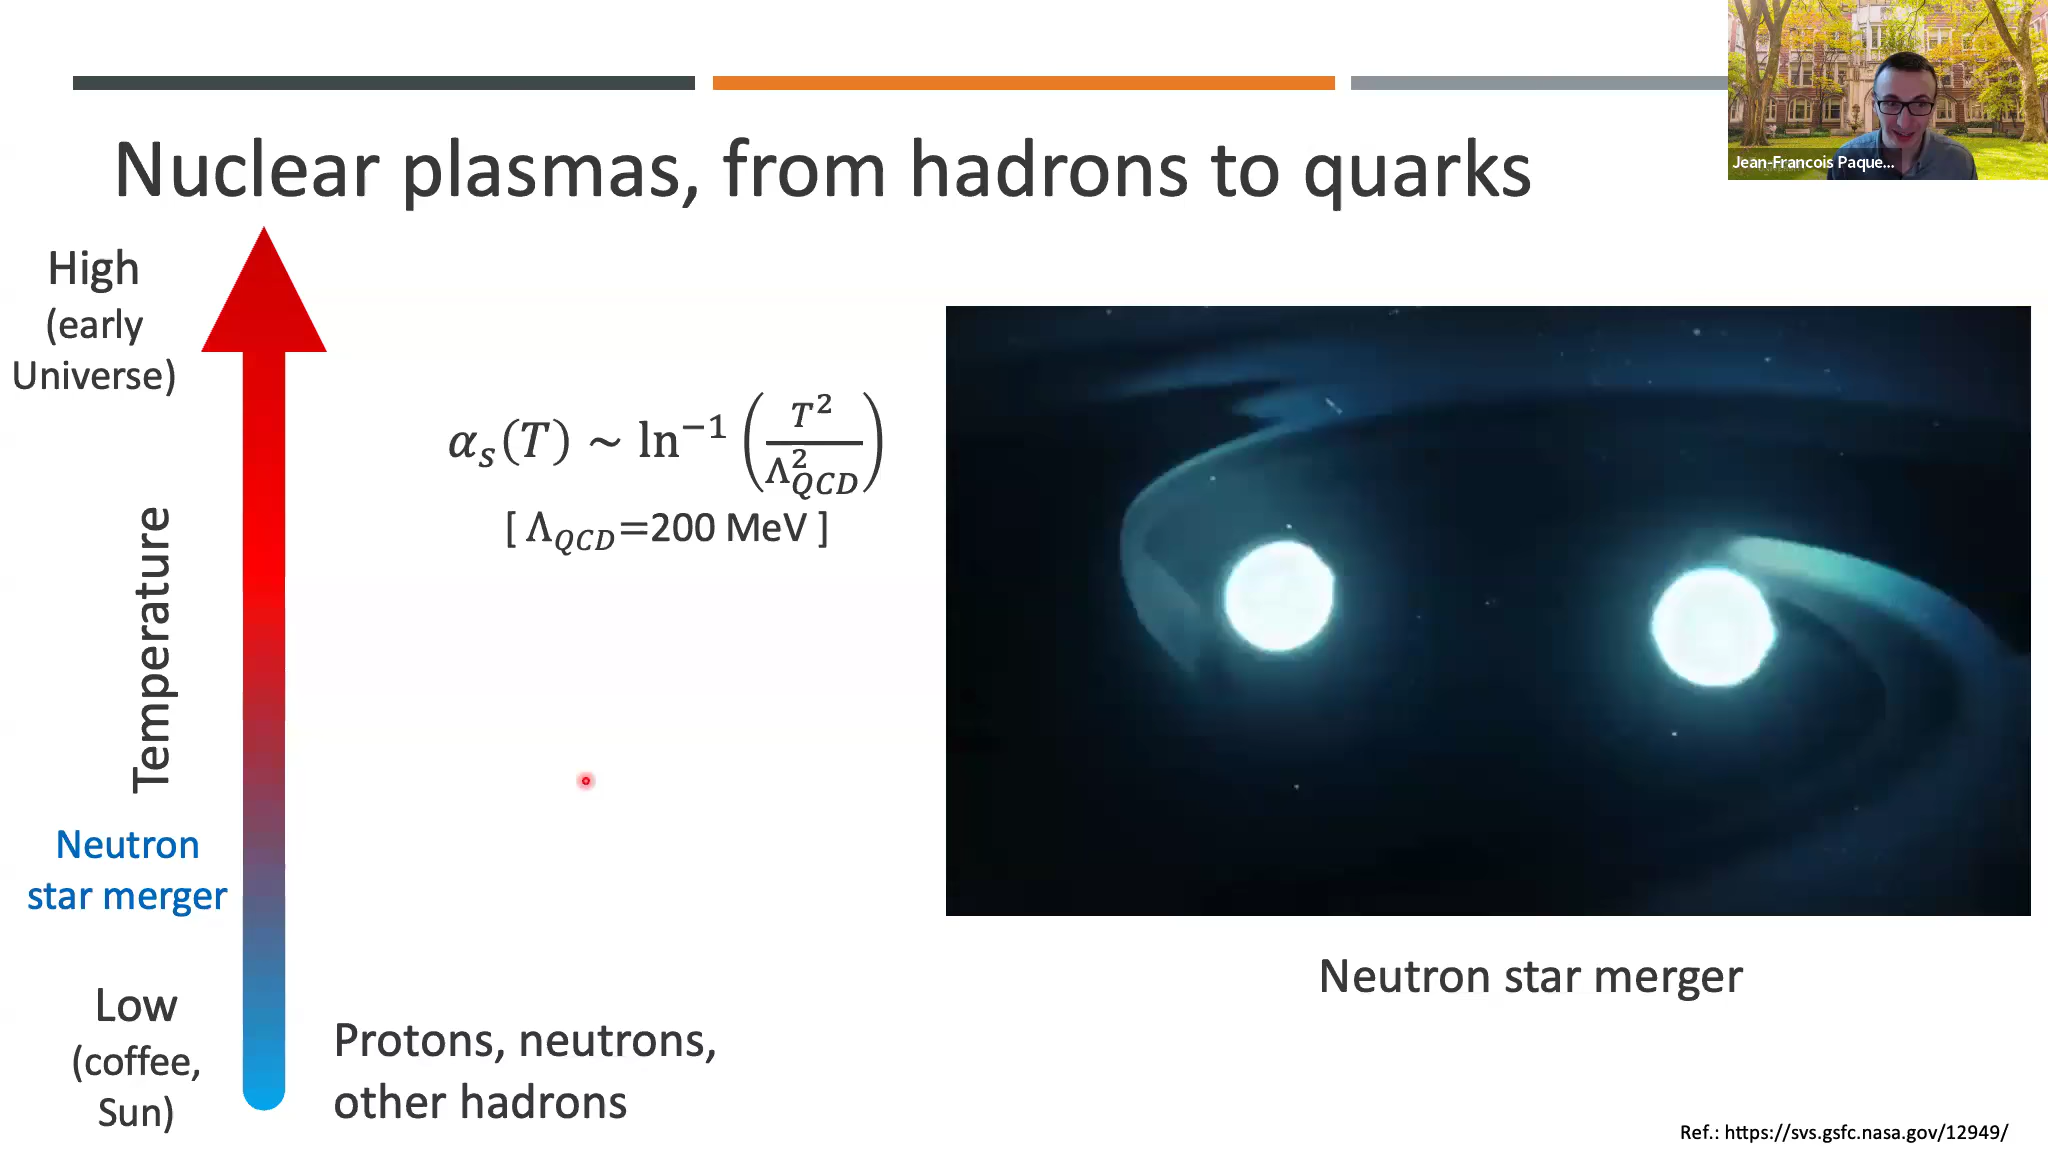 Jean-Francois Paque...
Nuclear plasmas, from hadrons to quarks
High
(early
Universe)
α_s(T) ~ ln⁻¹ (T² / Λ²_QCD)
[ Λ_QCD=200 MeV ]
Temperature
Neutron
star merger
Low
(coffee,
Sun)
Protons, neutrons,
other hadrons
Neutron star merger
Ref.: https://svs.gsfc.nasa.gov/12949/